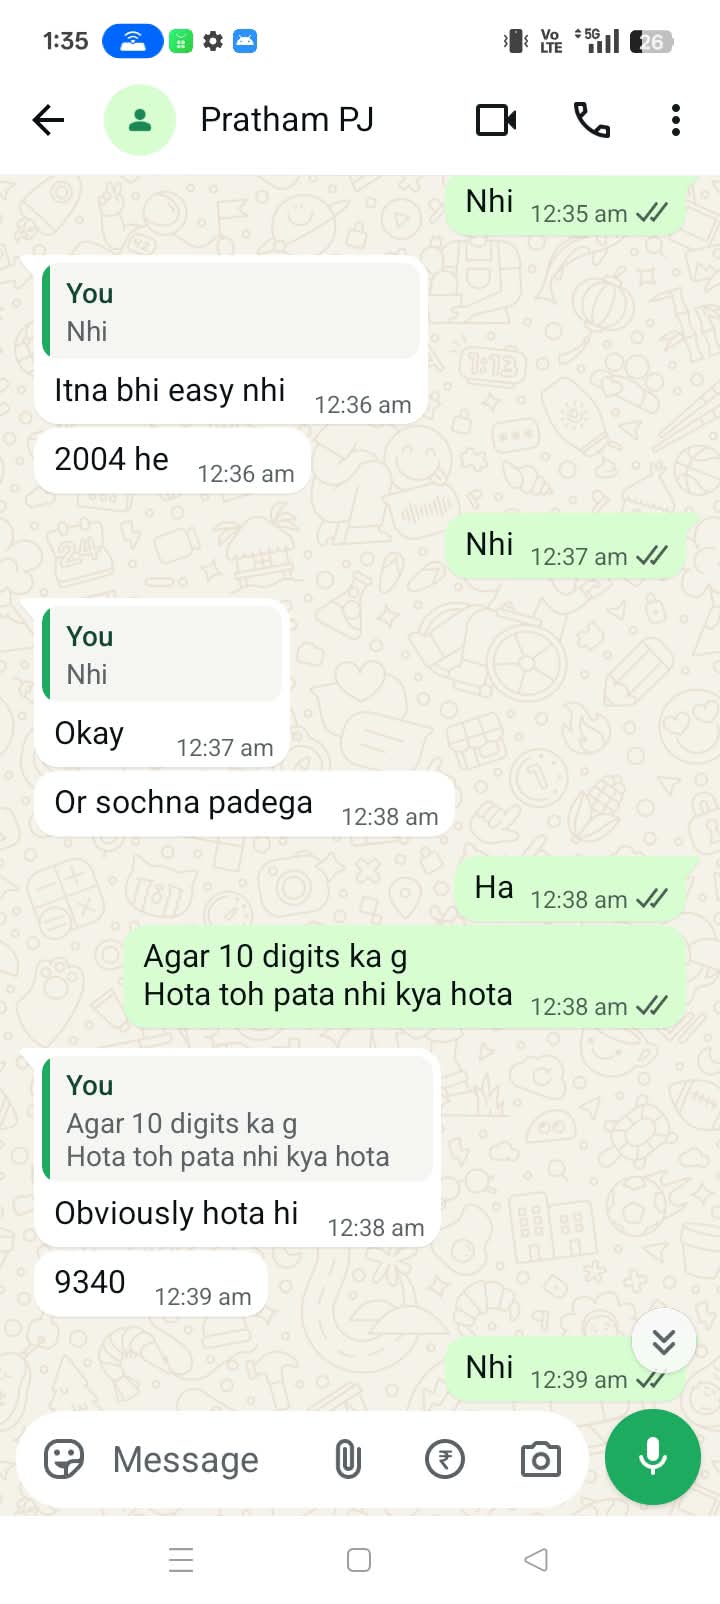 1:35
Vo
LTE
5G
26
Pratham PJ
Nhi 12:35 am
You
Nhi
Itna bhi easy nhi 12:36 am
2004 he 12:36 am
Nhi 12:37 am
You
Nhi
Okay 12:37 am
Or sochna padega 12:38 am
Ha 12:38 am
Agar 10 digits ka g
Hota toh pata nhi kya hota 12:38 am
You
Agar 10 digits ka g
Hota toh pata nhi kya hota
Obviously hota hi 12:38 am
9340 12:39 am
Nhi 12:39 am
Message